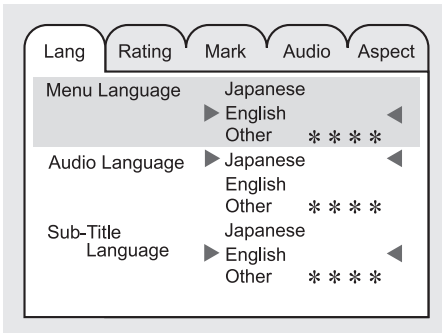 Lang Rating Mark Audio Aspect
Menu Language Japanese
▶ English ◀
Other ＊＊＊＊
Audio Language ▶ Japanese ◀
English
Other ＊＊＊＊
Sub-Title Japanese
Language ▶ English ◀
Other ＊＊＊＊